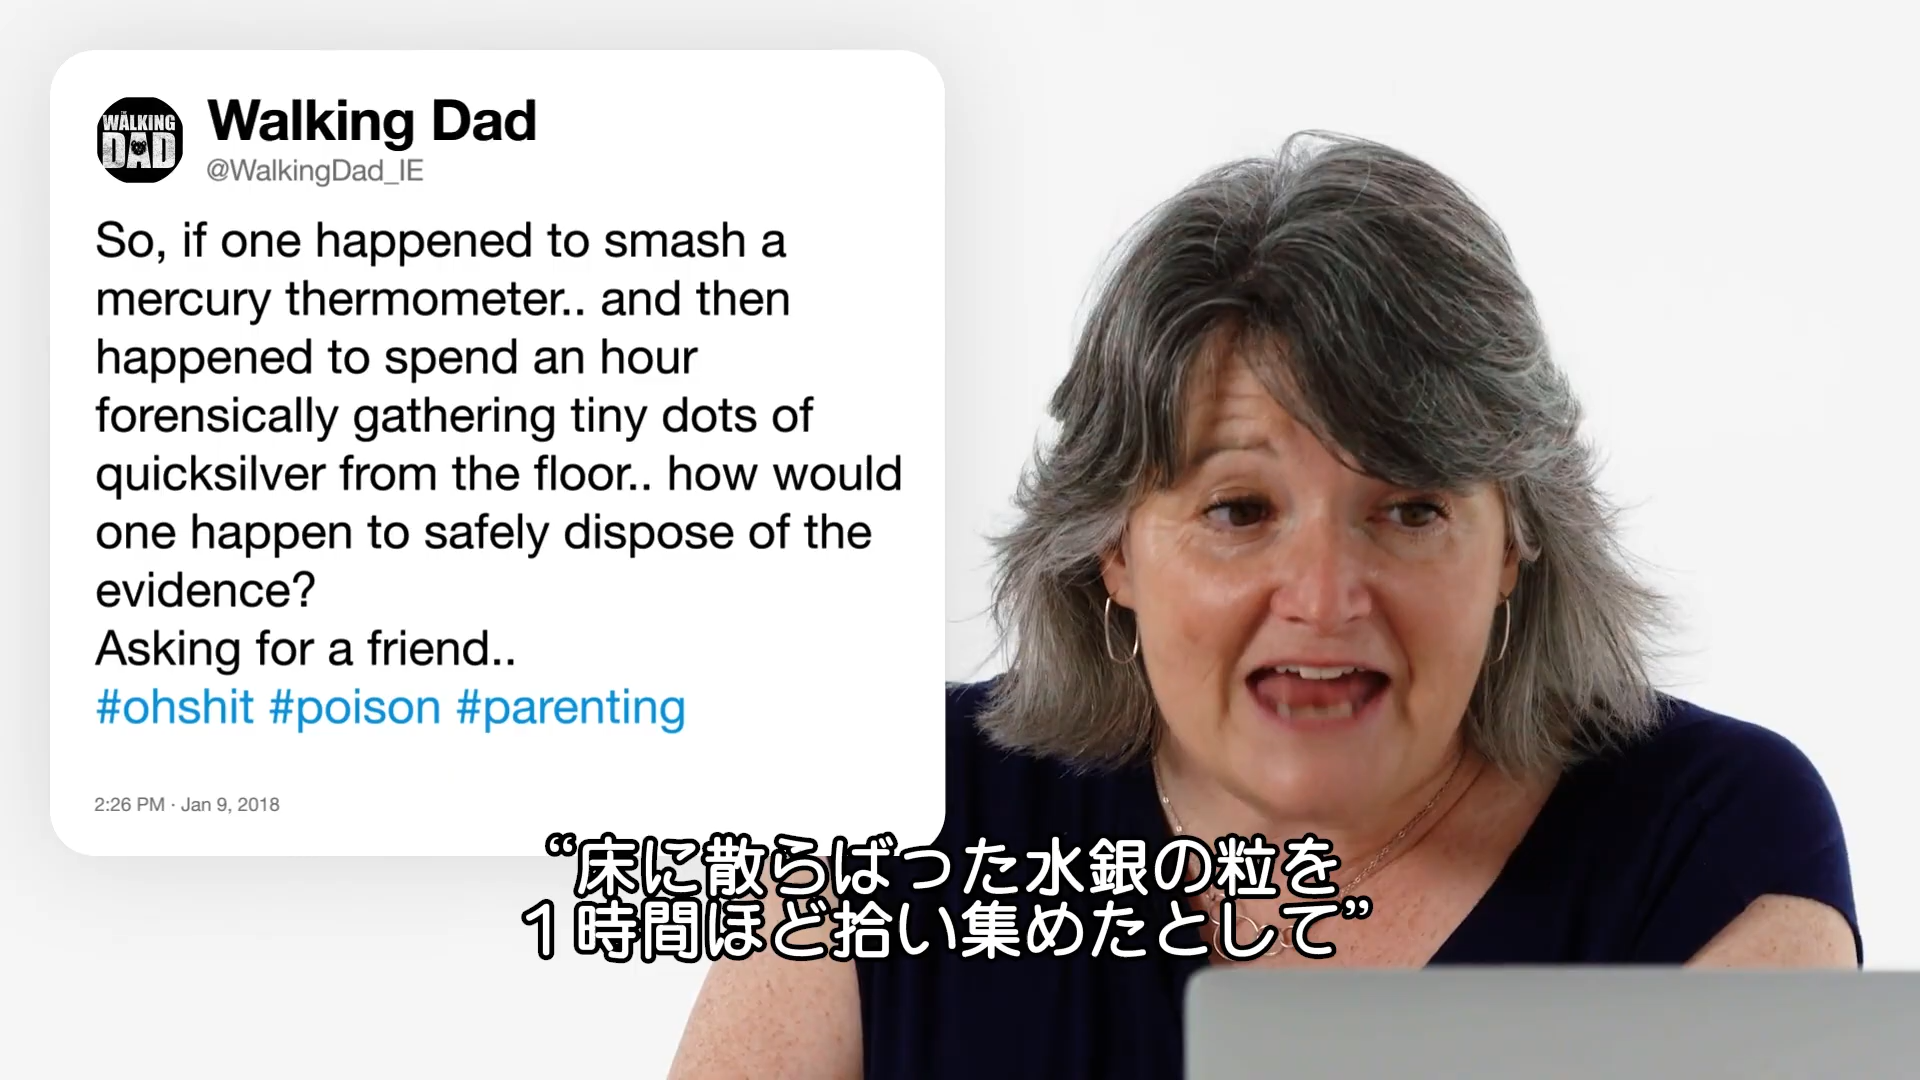 THE
WALKING
DAD
Walking Dad
@WalkingDad_IE
So, if one happened to smash a
mercury thermometer.. and then
happened to spend an hour
forensically gathering tiny dots of
quicksilver from the floor.. how would
one happen to safely dispose of the
evidence?
Asking for a friend..
#ohshit #poison #parenting
2:26 PM · Jan 9, 2018
“床に散らばった水銀の粒を
１時間ほど拾い集めたとして”